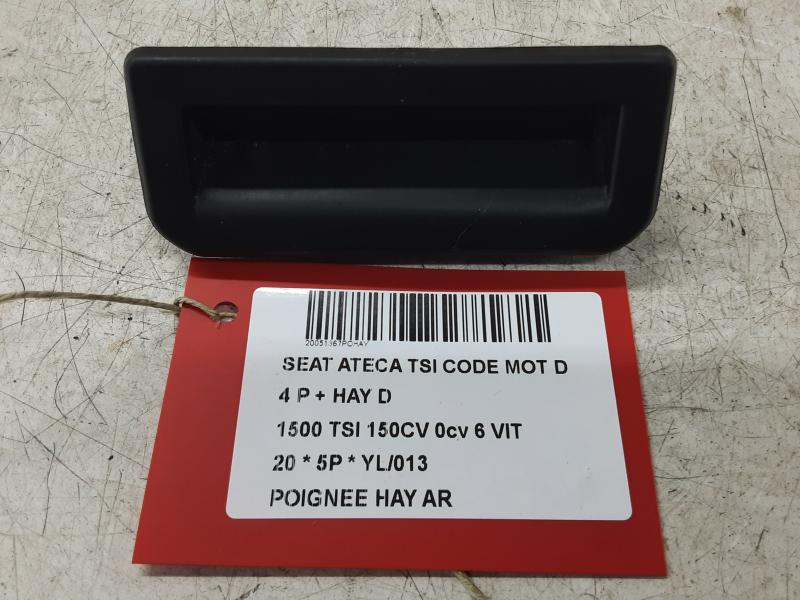 20051367POHAY
SEAT ATECA TSI CODE MOT D
4 P + HAY D
1500 TSI 150CV 0cv 6 VIT
20 * 5P * YL/013
POIGNEE HAY AR